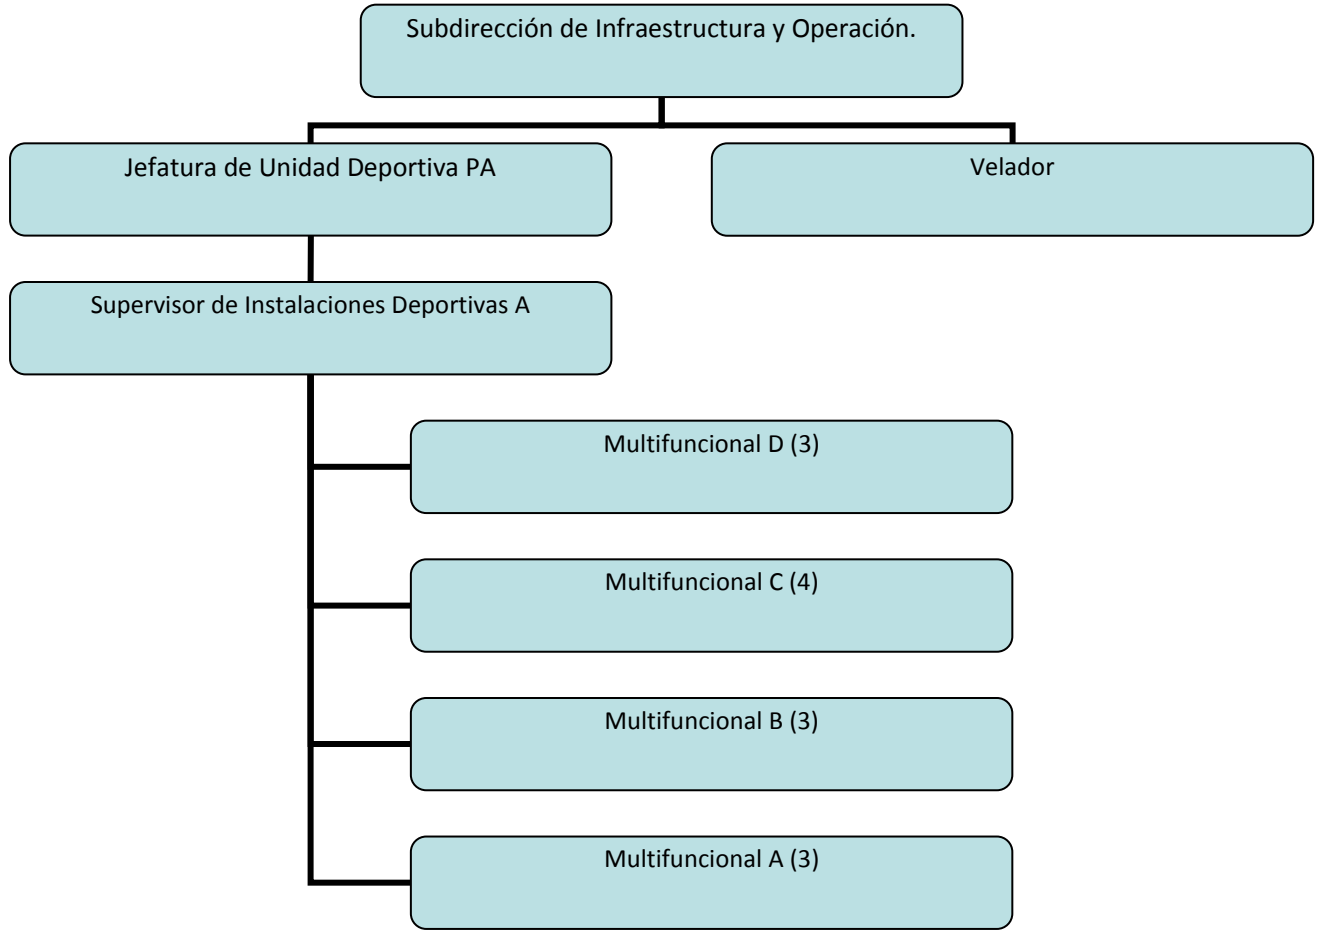 Subdirección de Infraestructura y Operación.
Jefatura de Unidad Deportiva PA
Velador
Supervisor de Instalaciones Deportivas A
Multifuncional D (3)
Multifuncional C (4)
Multifuncional B (3)
Multifuncional A (3)